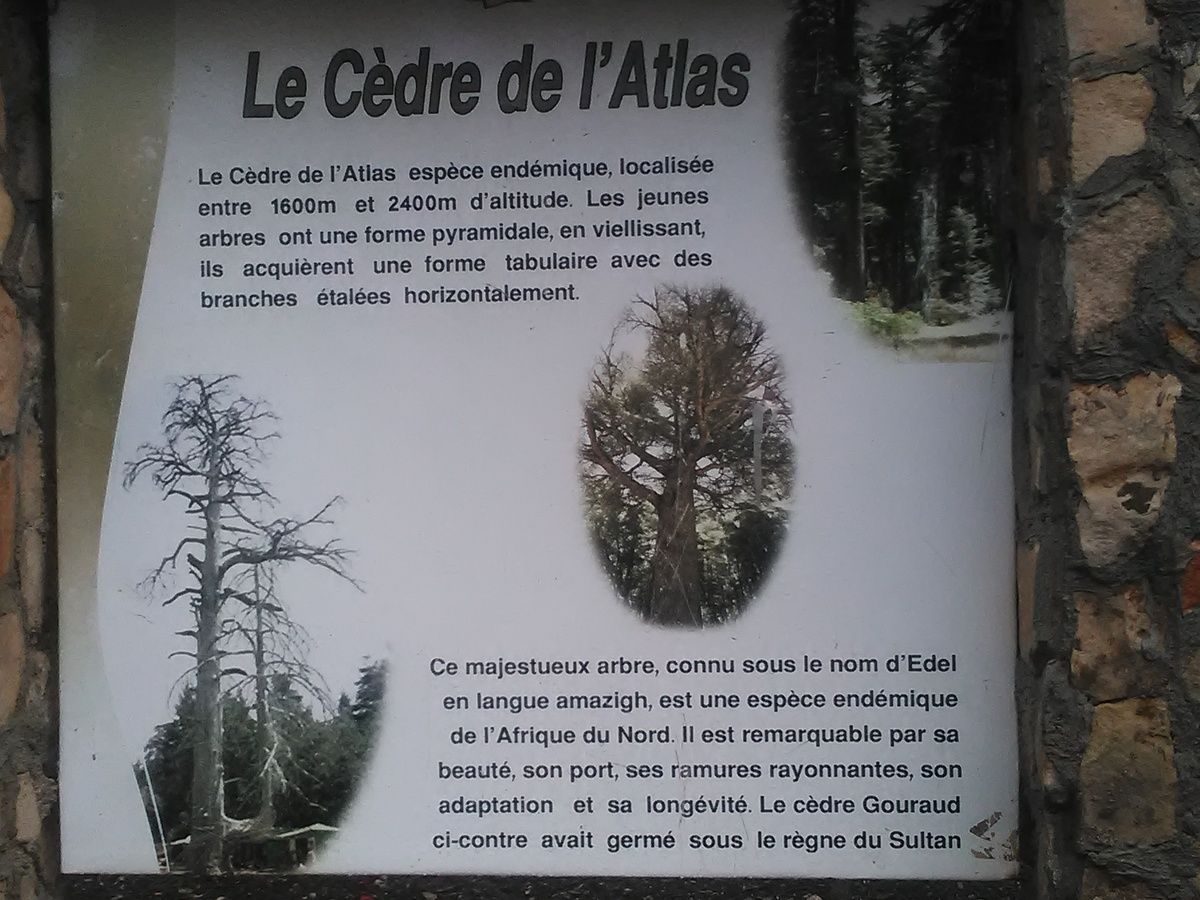 Le Cèdre de l'Atlas
Le Cèdre de l'Atlas espèce endémique, localisée
entre 1600m et 2400m d'altitude. Les jeunes
arbres ont une forme pyramidale, en viellissant,
ils acquièrent une forme tabulaire avec des
branches étalées horizontalement.
Ce majestueux arbre, connu sous le nom d'Edel
en langue amazigh, est une espèce endémique
de l'Afrique du Nord. Il est remarquable par sa
beauté, son port, ses ramures rayonnantes, son
adaptation et sa longévité. Le cèdre Gouraud
ci-contre avait germé sous le règne du Sultan